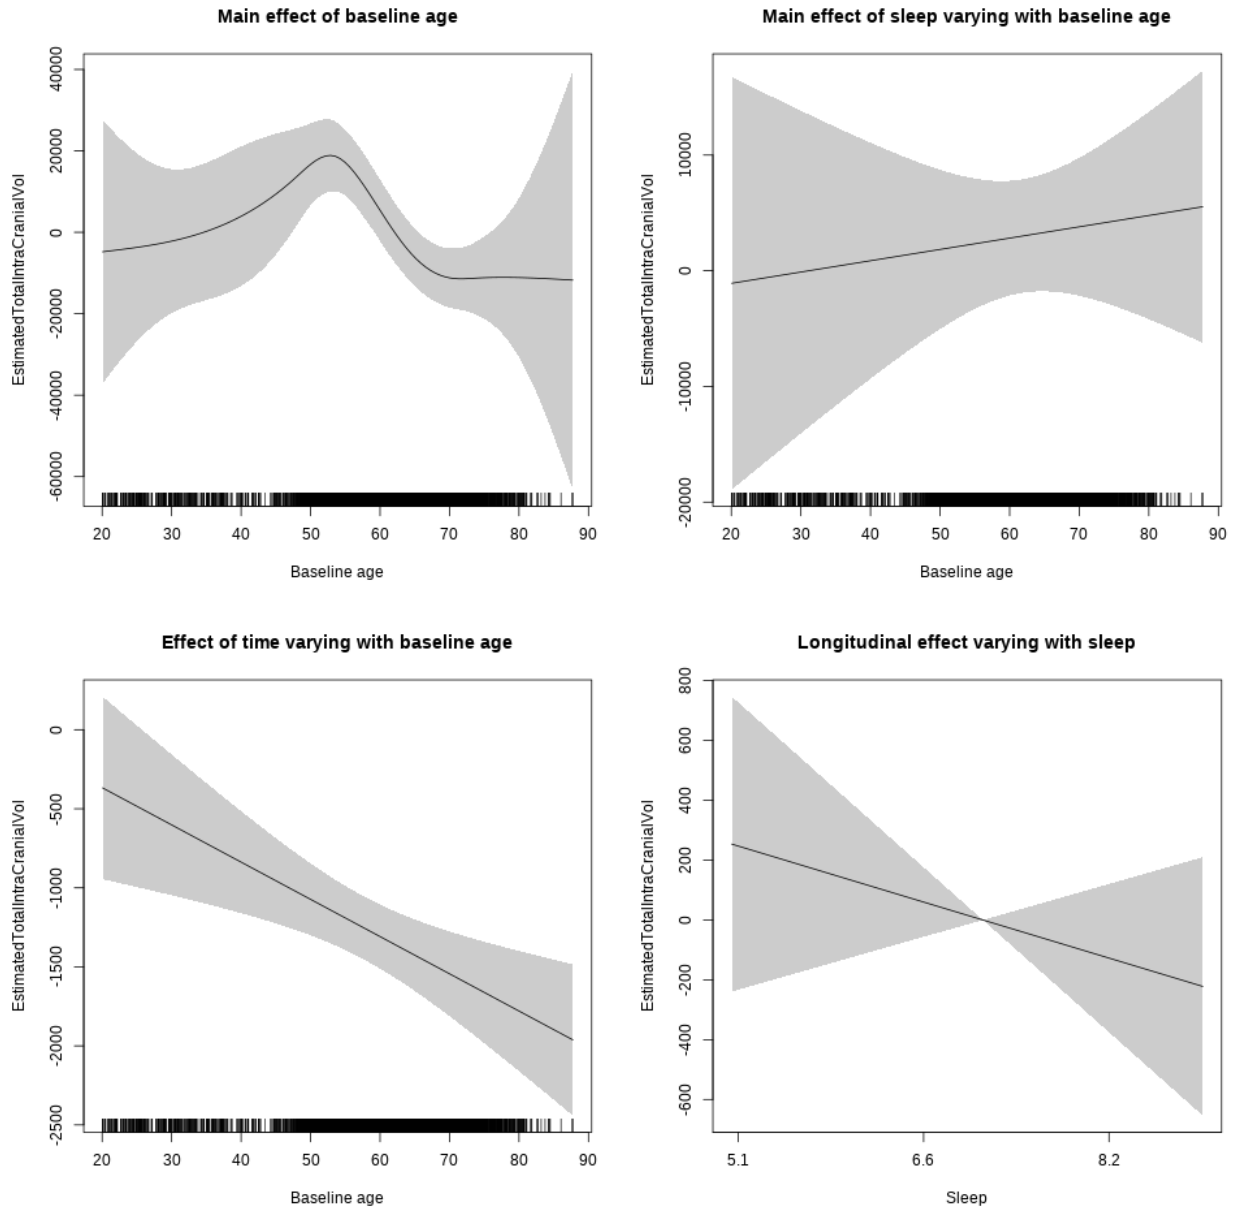 Main effect of baseline age
EstimatedTotalIntraCranialVol
40000
20000
0
-20000
-40000
-60000
20 30 40 50 60 70 80 90
Baseline age
Main effect of sleep varying with baseline age
EstimatedTotalIntraCranialVol
10000
0
-10000
-20000
20 30 40 50 60 70 80 90
Baseline age
Effect of time varying with baseline age
EstimatedTotalIntraCranialVol
0
-500
-1000
-1500
-2000
-2500
20 30 40 50 60 70 80 90
Baseline age
Longitudinal effect varying with sleep
EstimatedTotalIntraCranialVol
800
600
400
200
0
-200
-400
-600
5.1 6.6 8.2
Sleep